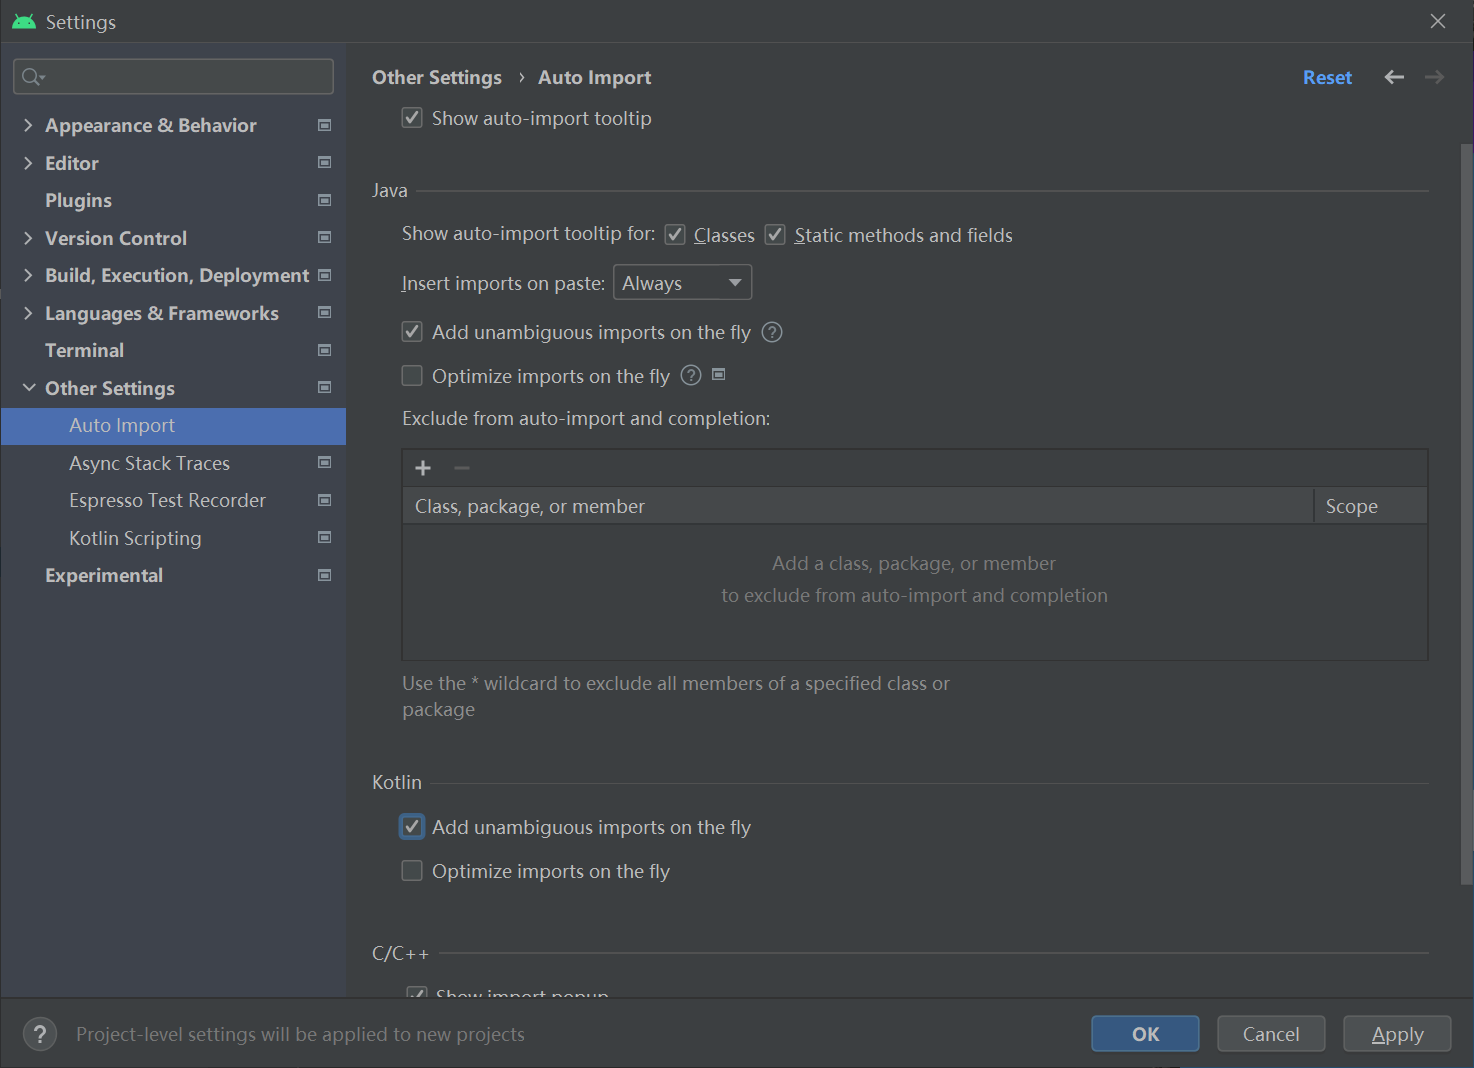 Settings
Appearance & Behavior
Editor
Plugins
Version Control
Build, Execution, Deployment
Languages & Frameworks
Terminal
Other Settings
Auto Import
Async Stack Traces
Espresso Test Recorder
Kotlin Scripting
Experimental
Other Settings › Auto Import
Reset
Show auto-import tooltip
Java
Show auto-import tooltip for: Classes Static methods and fields
Insert imports on paste: Always
Add unambiguous imports on the fly ?
Optimize imports on the fly ?
Exclude from auto-import and completion:
Class, package, or member Scope
Add a class, package, or member
to exclude from auto-import and completion
Use the * wildcard to exclude all members of a specified class or
package
Kotlin
Add unambiguous imports on the fly
Optimize imports on the fly
C/C++
Show import popup
? Project-level settings will be applied to new projects
OK Cancel Apply